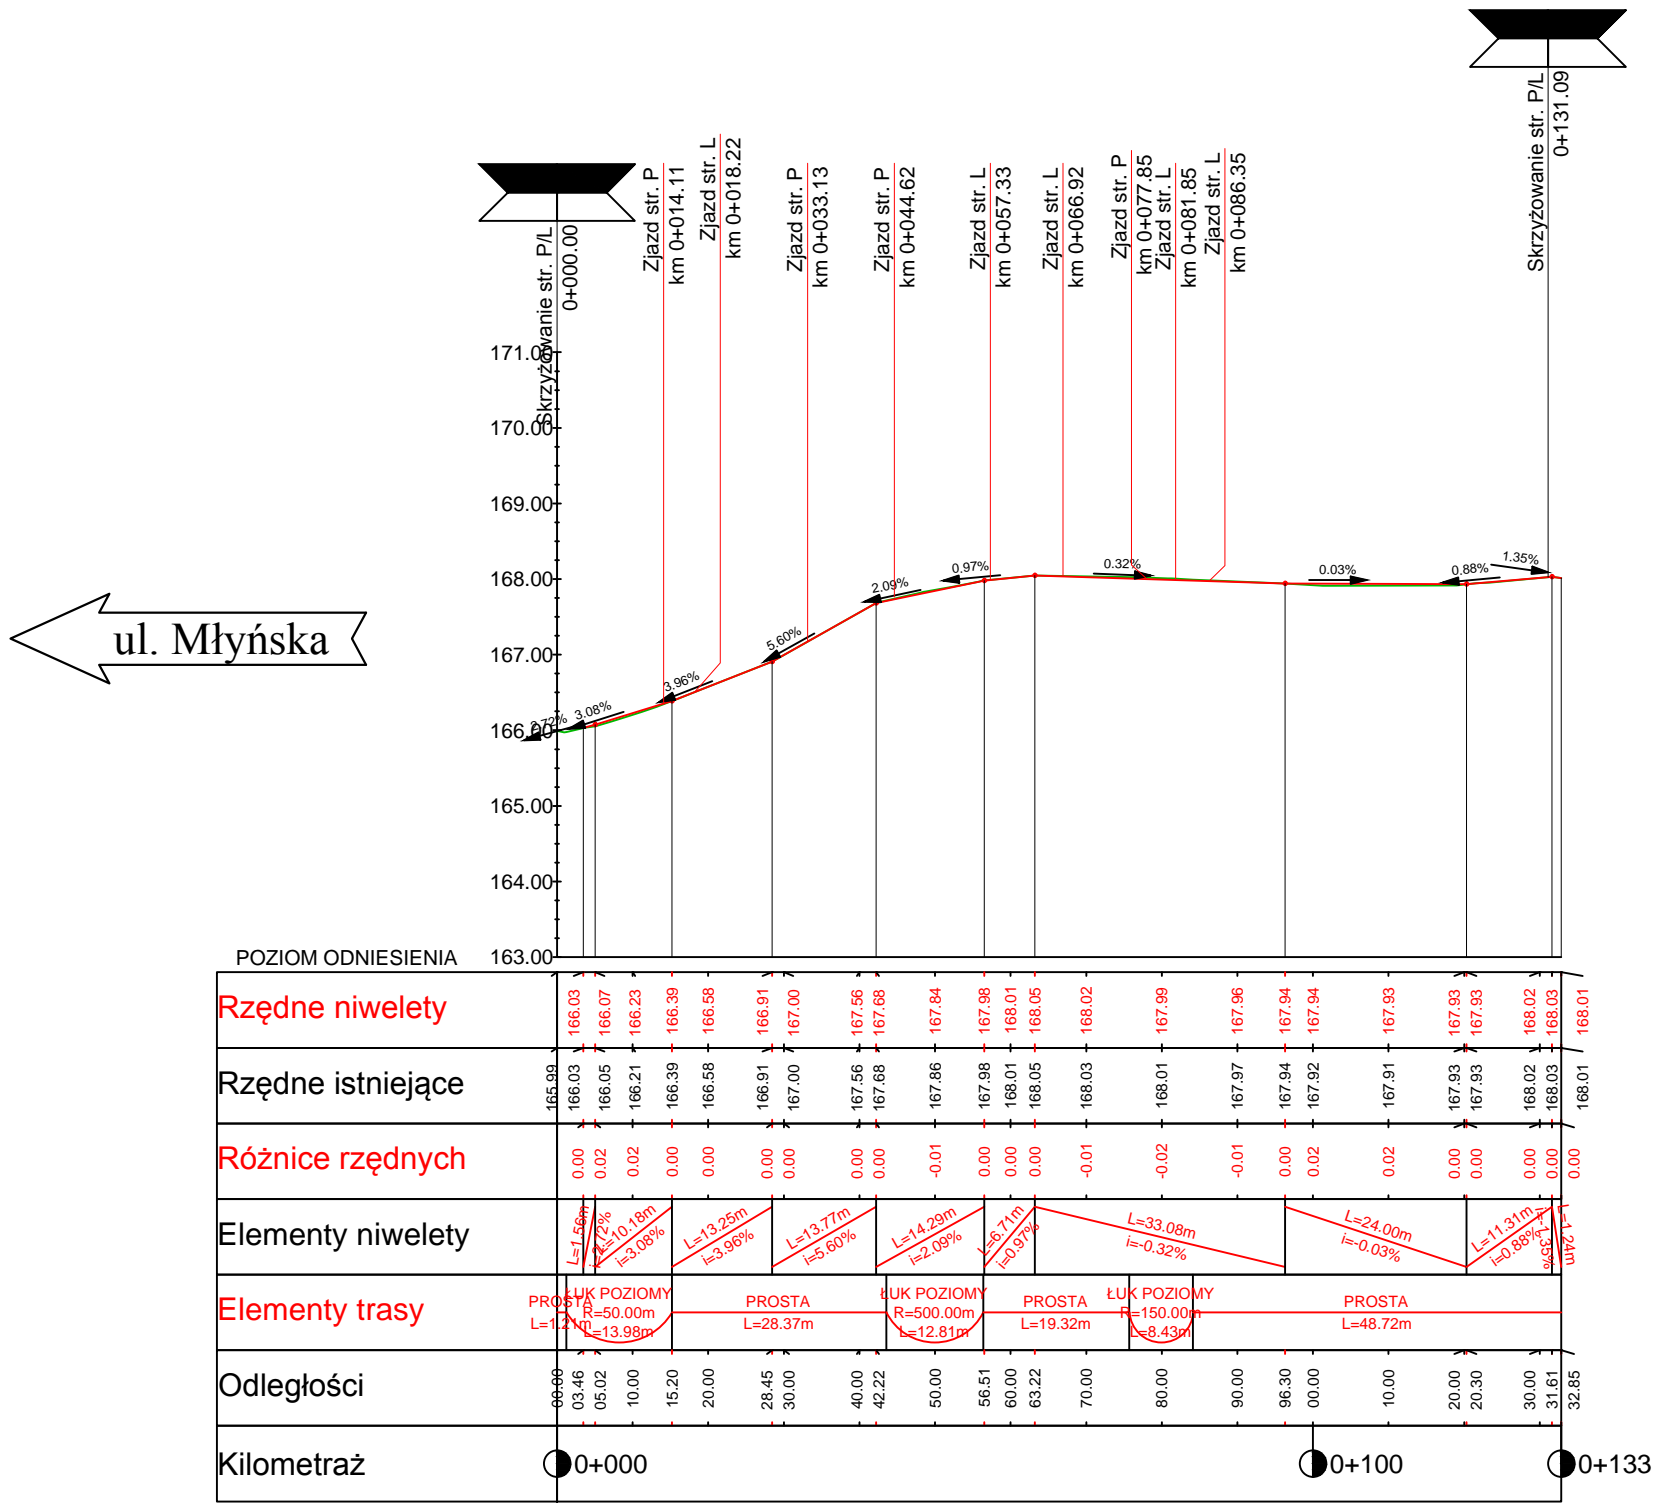 Skrzyżowanie str. P/L
0+000.00
Zjazd str. P
km 0+014.11
Zjazd str. L
km 0+018.22
Zjazd str. P
km 0+033.13
Zjazd str. P
km 0+044.62
Zjazd str. L
km 0+057.33
Zjazd str. L
km 0+066.92
Zjazd str. P
km 0+077.85
Zjazd str. L
km 0+081.85
Zjazd str. L
km 0+086.35
Skrzyżowanie str. P/L
0+131.09
171.00
170.00
169.00
168.00
167.00
166.00
165.00
164.00
163.00
ul. Młyńska
2.72%
3.08%
3.96%
5.60%
2.09%
0.97%
0.32%
0.03%
0.88%
1.35%
POZIOM ODNIESIENIA
Rzędne niwelety
166.03 166.07 166.23 166.39 166.58 166.91 167.00 167.56 167.68 167.84 167.98 168.01 168.05 168.02 167.99 167.96 167.94 167.94 167.93 167.93 167.93 168.02 168.03 168.01
Rzędne istniejące
165.99 166.03 166.05 166.21 166.39 166.58 166.91 167.00 167.56 167.68 167.86 167.98 168.01 168.05 168.03 168.01 167.97 167.94 167.92 167.91 167.93 167.93 168.02 168.03 168.01
Różnice rzędnych
0.00 0.02 0.02 0.00 0.00 0.00 0.00 0.00 0.00 -0.01 0.00 0.00 0.00 -0.01 -0.02 -0.01 0.00 0.02 0.02 0.00 0.00 0.00 0.00 0.00
Elementy niwelety
L=1.56m
i=2.72%
L=10.18m
i=3.08%
L=13.25m
i=3.96%
L=13.77m
i=5.60%
L=14.29m
i=2.09%
L=6.71m
i=0.97%
L=33.08m
i=-0.32%
L=24.00m
i=-0.03%
L=11.31m
i=0.88%
L=1.24m
i=-1.35%
Elementy trasy
PROSTA
L=1.21m
ŁUK POZIOMY
R=50.00m
L=13.98m
PROSTA
L=28.37m
ŁUK POZIOMY
R=500.00m
L=12.81m
PROSTA
L=19.32m
ŁUK POZIOMY
R=150.00m
L=8.43m
PROSTA
L=48.72m
Odległości
00.00 03.46 05.02 10.00 15.20 20.00 28.45 30.00 40.00 42.22 50.00 56.51 60.00 63.22 70.00 80.00 90.00 96.30 00.00 10.00 20.00 20.30 30.00 31.61 32.85
Kilometraż
0+000
0+100
0+133